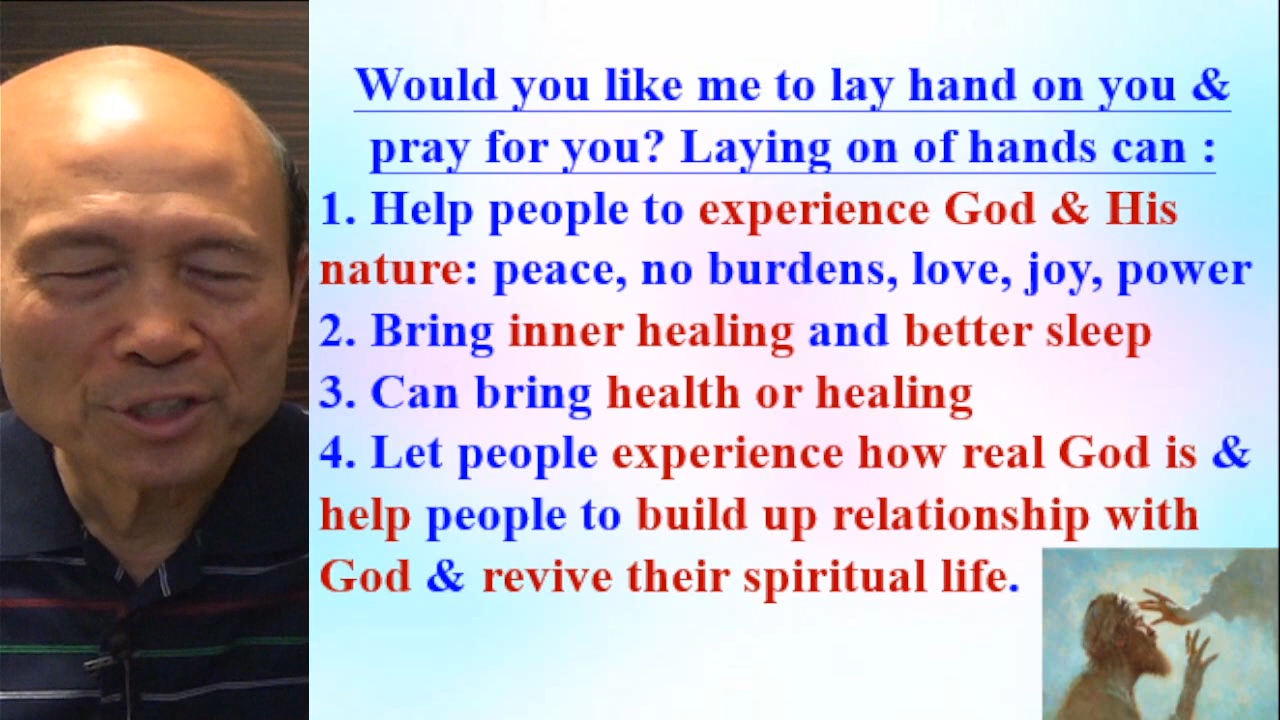 Would you like me to lay hand on you &
pray for you? Laying on of hands can :
1. Help people to experience God & His
nature: peace, no burdens, love, joy, power
2. Bring inner healing and better sleep
3. Can bring health or healing
4. Let people experience how real God is &
help people to build up relationship with
God & revive their spiritual life.